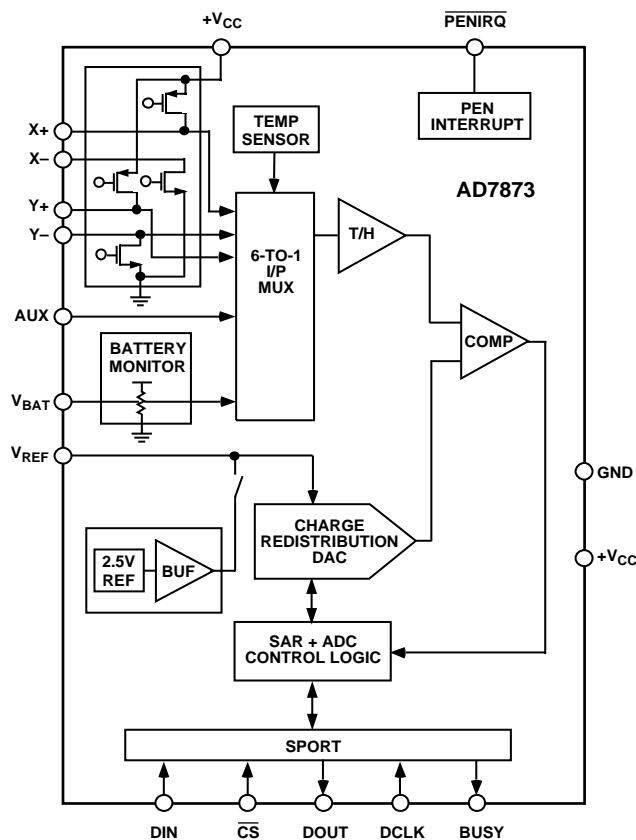 +VCC
PENIRQ
PEN
INTERRUPT
TEMP
SENSOR
AD7873
X+
X–
Y+
Y–
6-TO-1
I/P
MUX
T/H
AUX
COMP
BATTERY
MONITOR
VBAT
VREF
GND
CHARGE
REDISTRIBUTION
DAC
+VCC
2.5V
REF
BUF
SAR + ADC
CONTROL LOGIC
SPORT
DIN
CS
DOUT
DCLK
BUSY